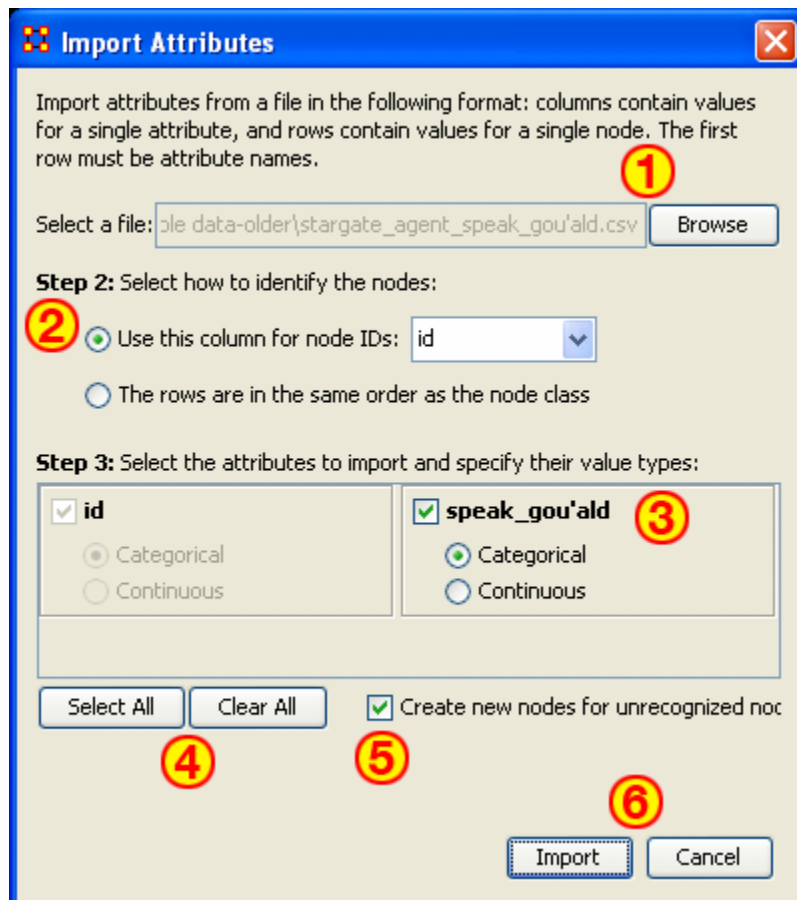 Import Attributes
Import attributes from a file in the following format: columns contain values
for a single attribute, and rows contain values for a single node. The first
row must be attribute names.
1
Select a file: ole data-older\stargate_agent_speak_gou'ald.csv Browse
Step 2: Select how to identify the nodes:
2
Use this column for node IDs: id
The rows are in the same order as the node class
Step 3: Select the attributes to import and specify their value types:
id speak_gou'ald 3
Categorical Categorical
Continuous Continuous
Select All Clear All Create new nodes for unrecognized noc
4 5
6
Import Cancel